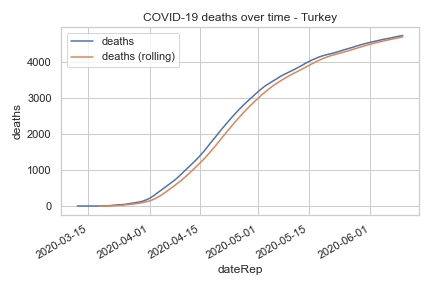 COVID-19 deaths over time - Turkey
deaths
deaths (rolling)
deaths
4000
3000
2000
1000
0
2020-03-15
2020-04-01
2020-04-15
2020-05-01
2020-05-15
2020-06-01
dateRep